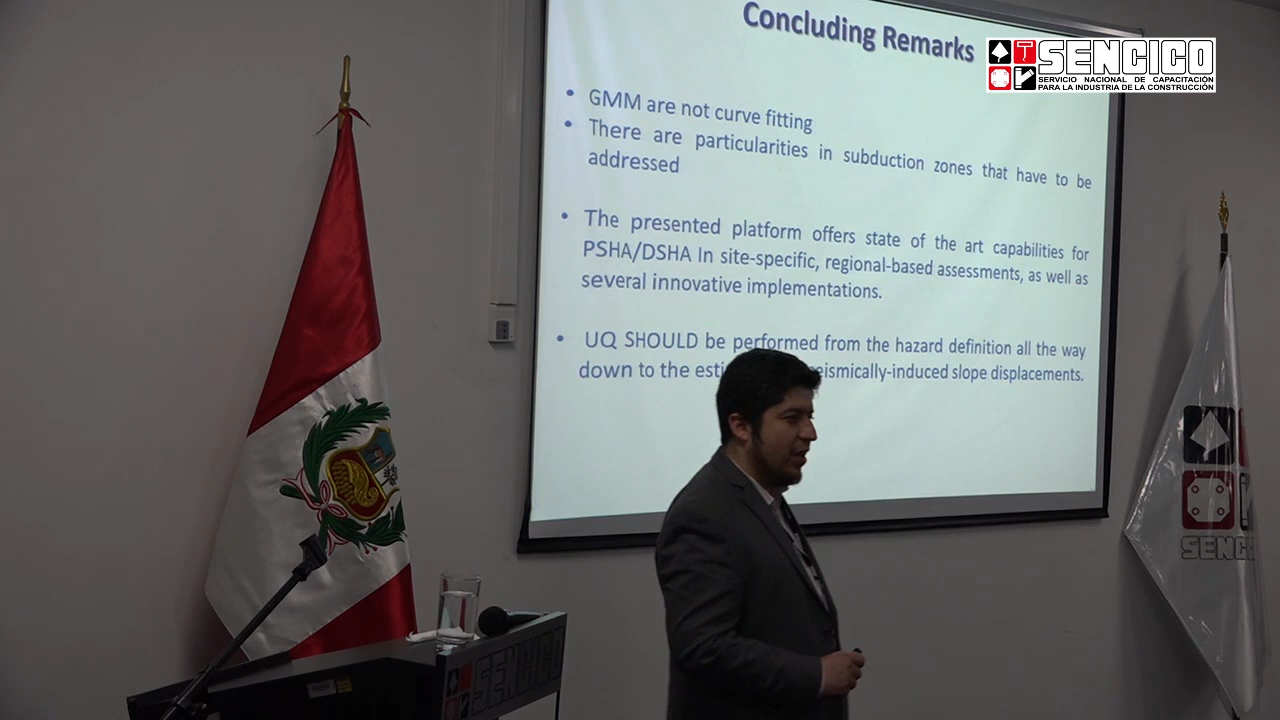 Concluding Remarks
SENCICO
SERVICIO NACIONAL DE CAPACITACIÓN
PARA LA INDUSTRIA DE LA CONSTRUCCIÓN
• GMM are not curve fitting
• There are particularities in subduction zones that have to be
addressed
• The presented platform offers state of the art capabilities for
PSHA/DSHA In site-specific, regional-based assessments, as well as
several innovative implementations.
• UQ SHOULD be performed from the hazard definition all the way
down to the seismically-induced slope displacements.
SENCICO